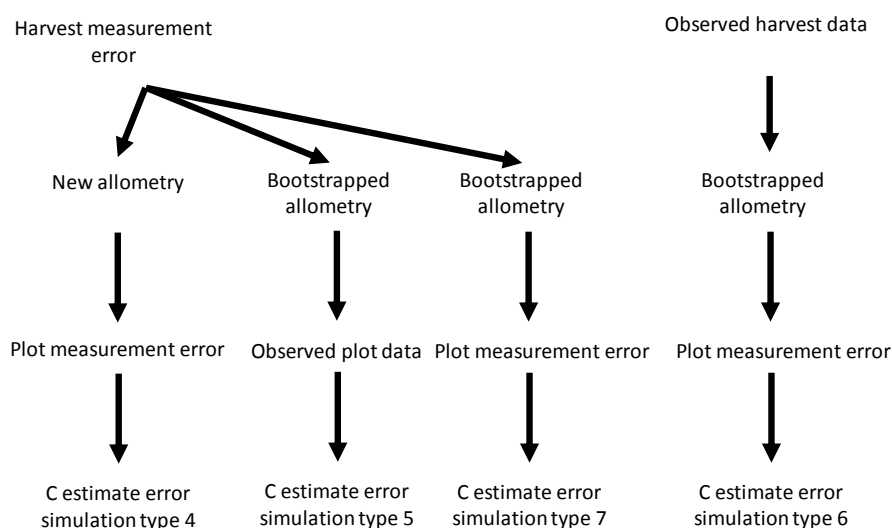 Harvest measurement
error
Observed harvest data
New allometry
Bootstrapped
allometry
Bootstrapped
allometry
Bootstrapped
allometry
Plot measurement error
Observed plot data
Plot measurement error
Plot measurement error
C estimate error
simulation type 4
C estimate error
simulation type 5
C estimate error
simulation type 7
C estimate error
simulation type 6